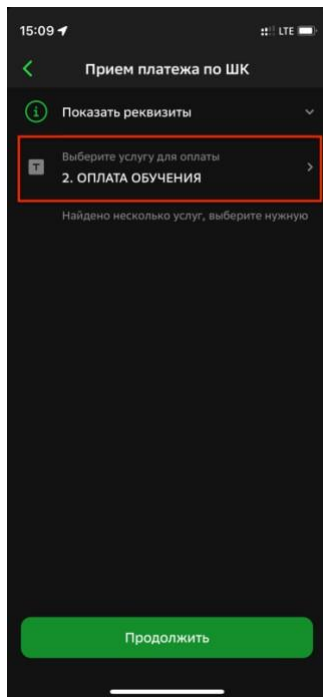 15:09 LTE
Прием платежа по ШК
Показать реквизиты
Выберите услугу для оплаты
T 2. ОПЛАТА ОБУЧЕНИЯ
Найдено несколько услуг, выберите нужную
Продолжить